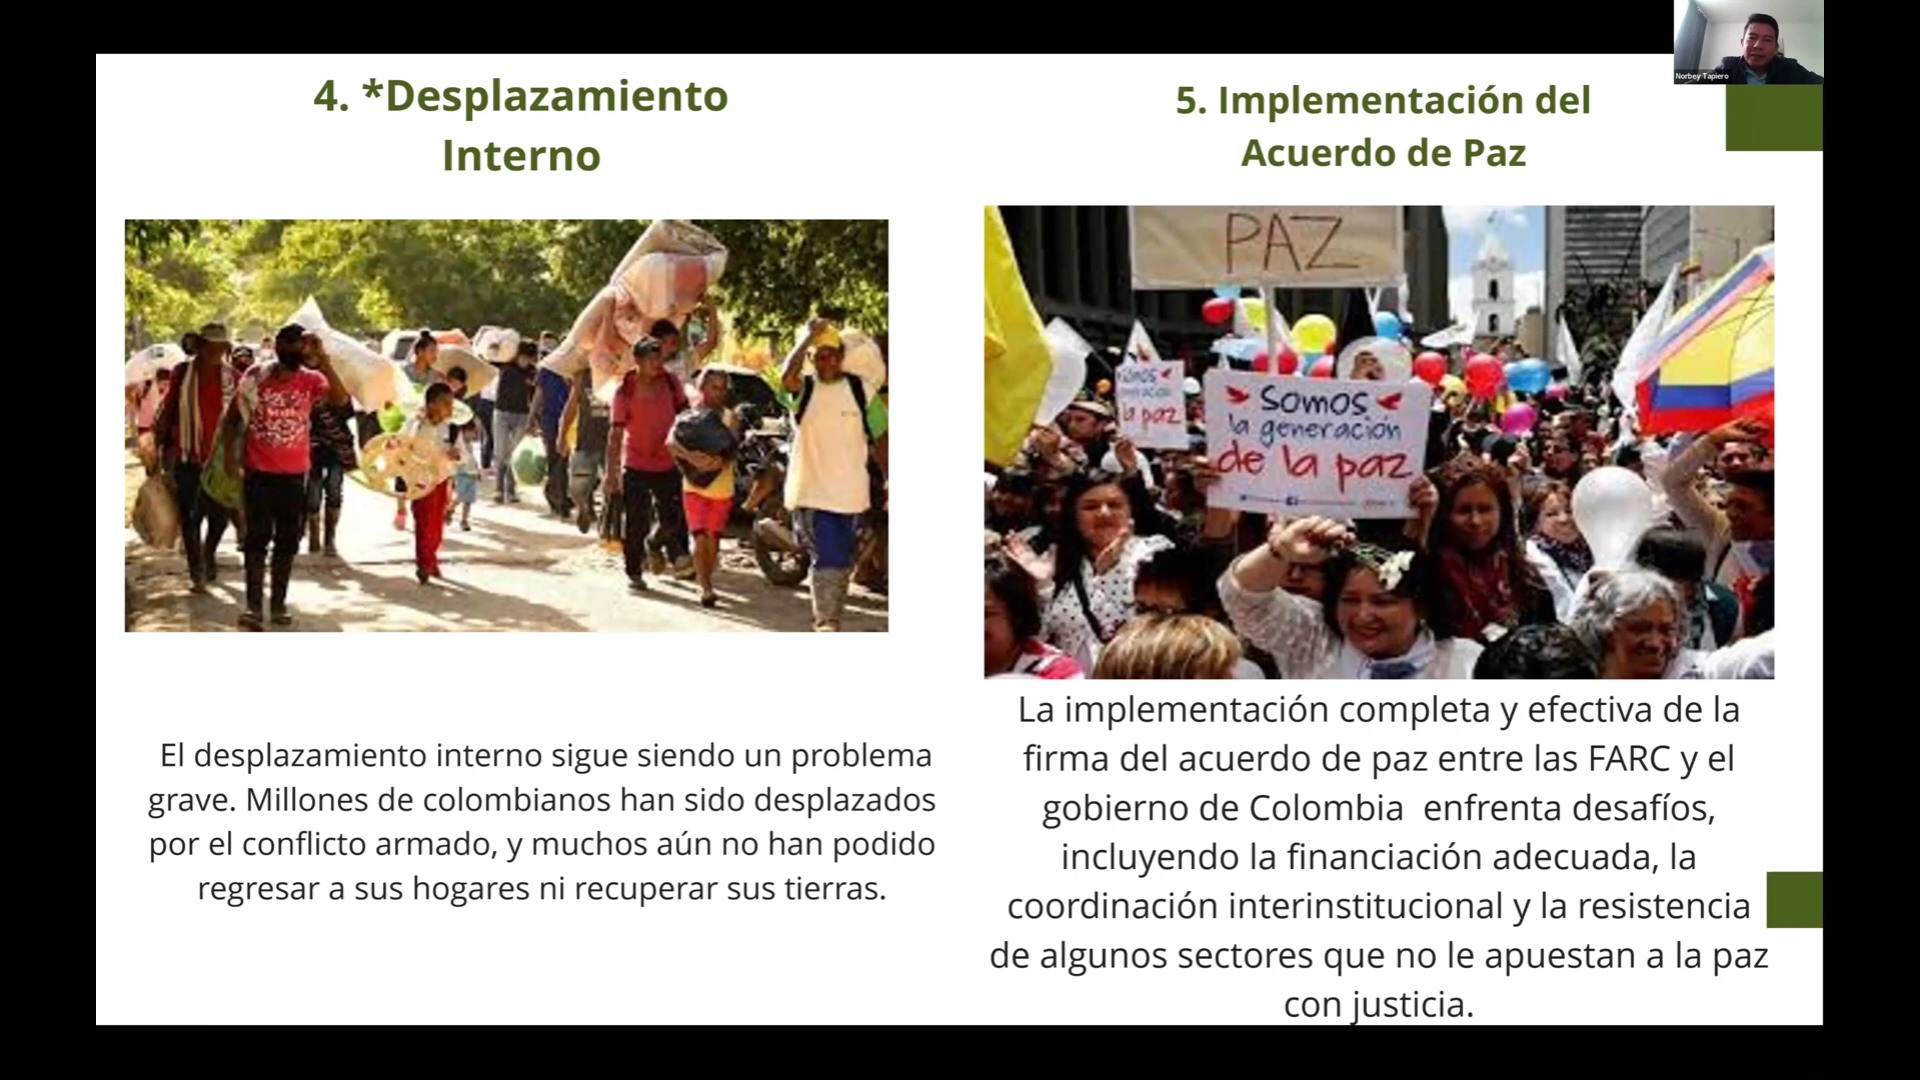 4. *Desplazamiento
Interno
El desplazamiento interno sigue siendo un problema
grave. Millones de colombianos han sido desplazados
por el conflicto armado, y muchos aún no han podido
regresar a sus hogares ni recuperar sus tierras.
5. Implementación del
Acuerdo de Paz
PAZ
Somos
la generación
de la paz
la paz
La implementación completa y efectiva de la
firma del acuerdo de paz entre las FARC y el
gobierno de Colombia  enfrenta desafíos,
incluyendo la financiación adecuada, la
coordinación interinstitucional y la resistencia
de algunos sectores que no le apuestan a la paz
con justicia.
Norbey Tapiero